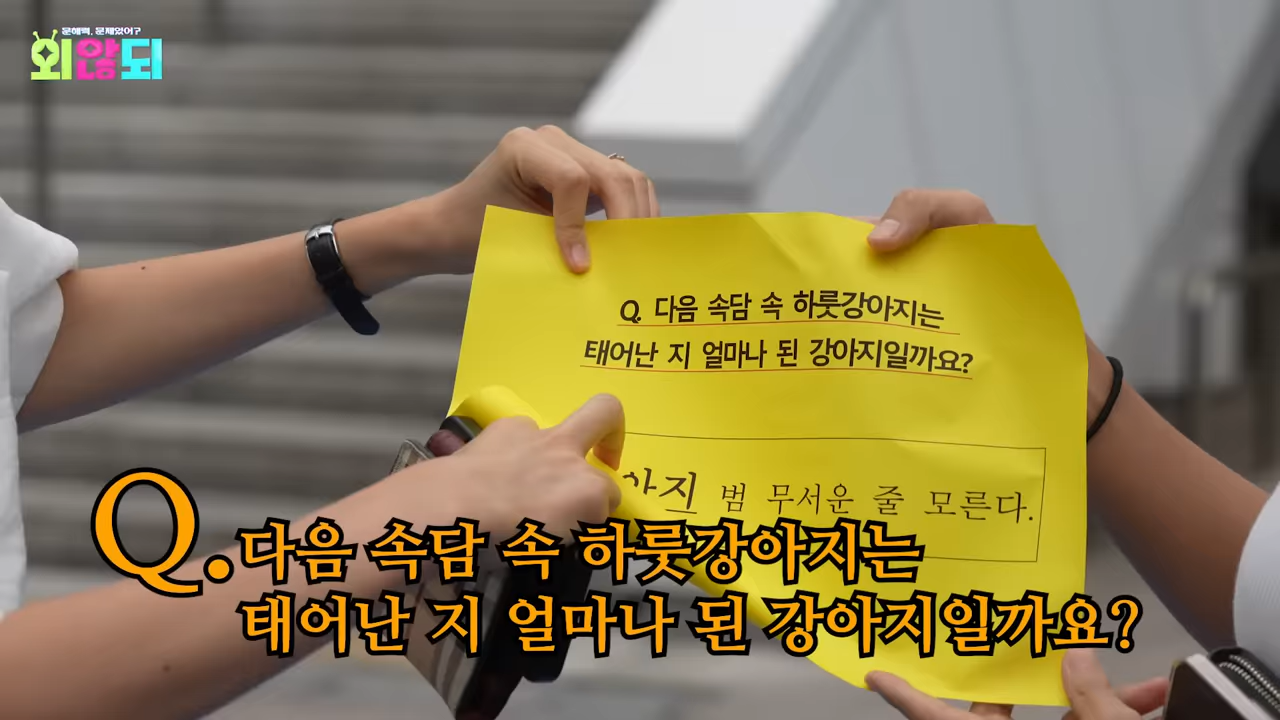 문해력, 문제있어?
외않되
Q. 다음 속담 속 하룻강아지는
태어난 지 얼마나 된 강아지일까요?
아지 범 무서운 줄 모른다.
Q. 다음 속담 속 하룻강아지는
태어난 지 얼마나 된 강아지일까요?